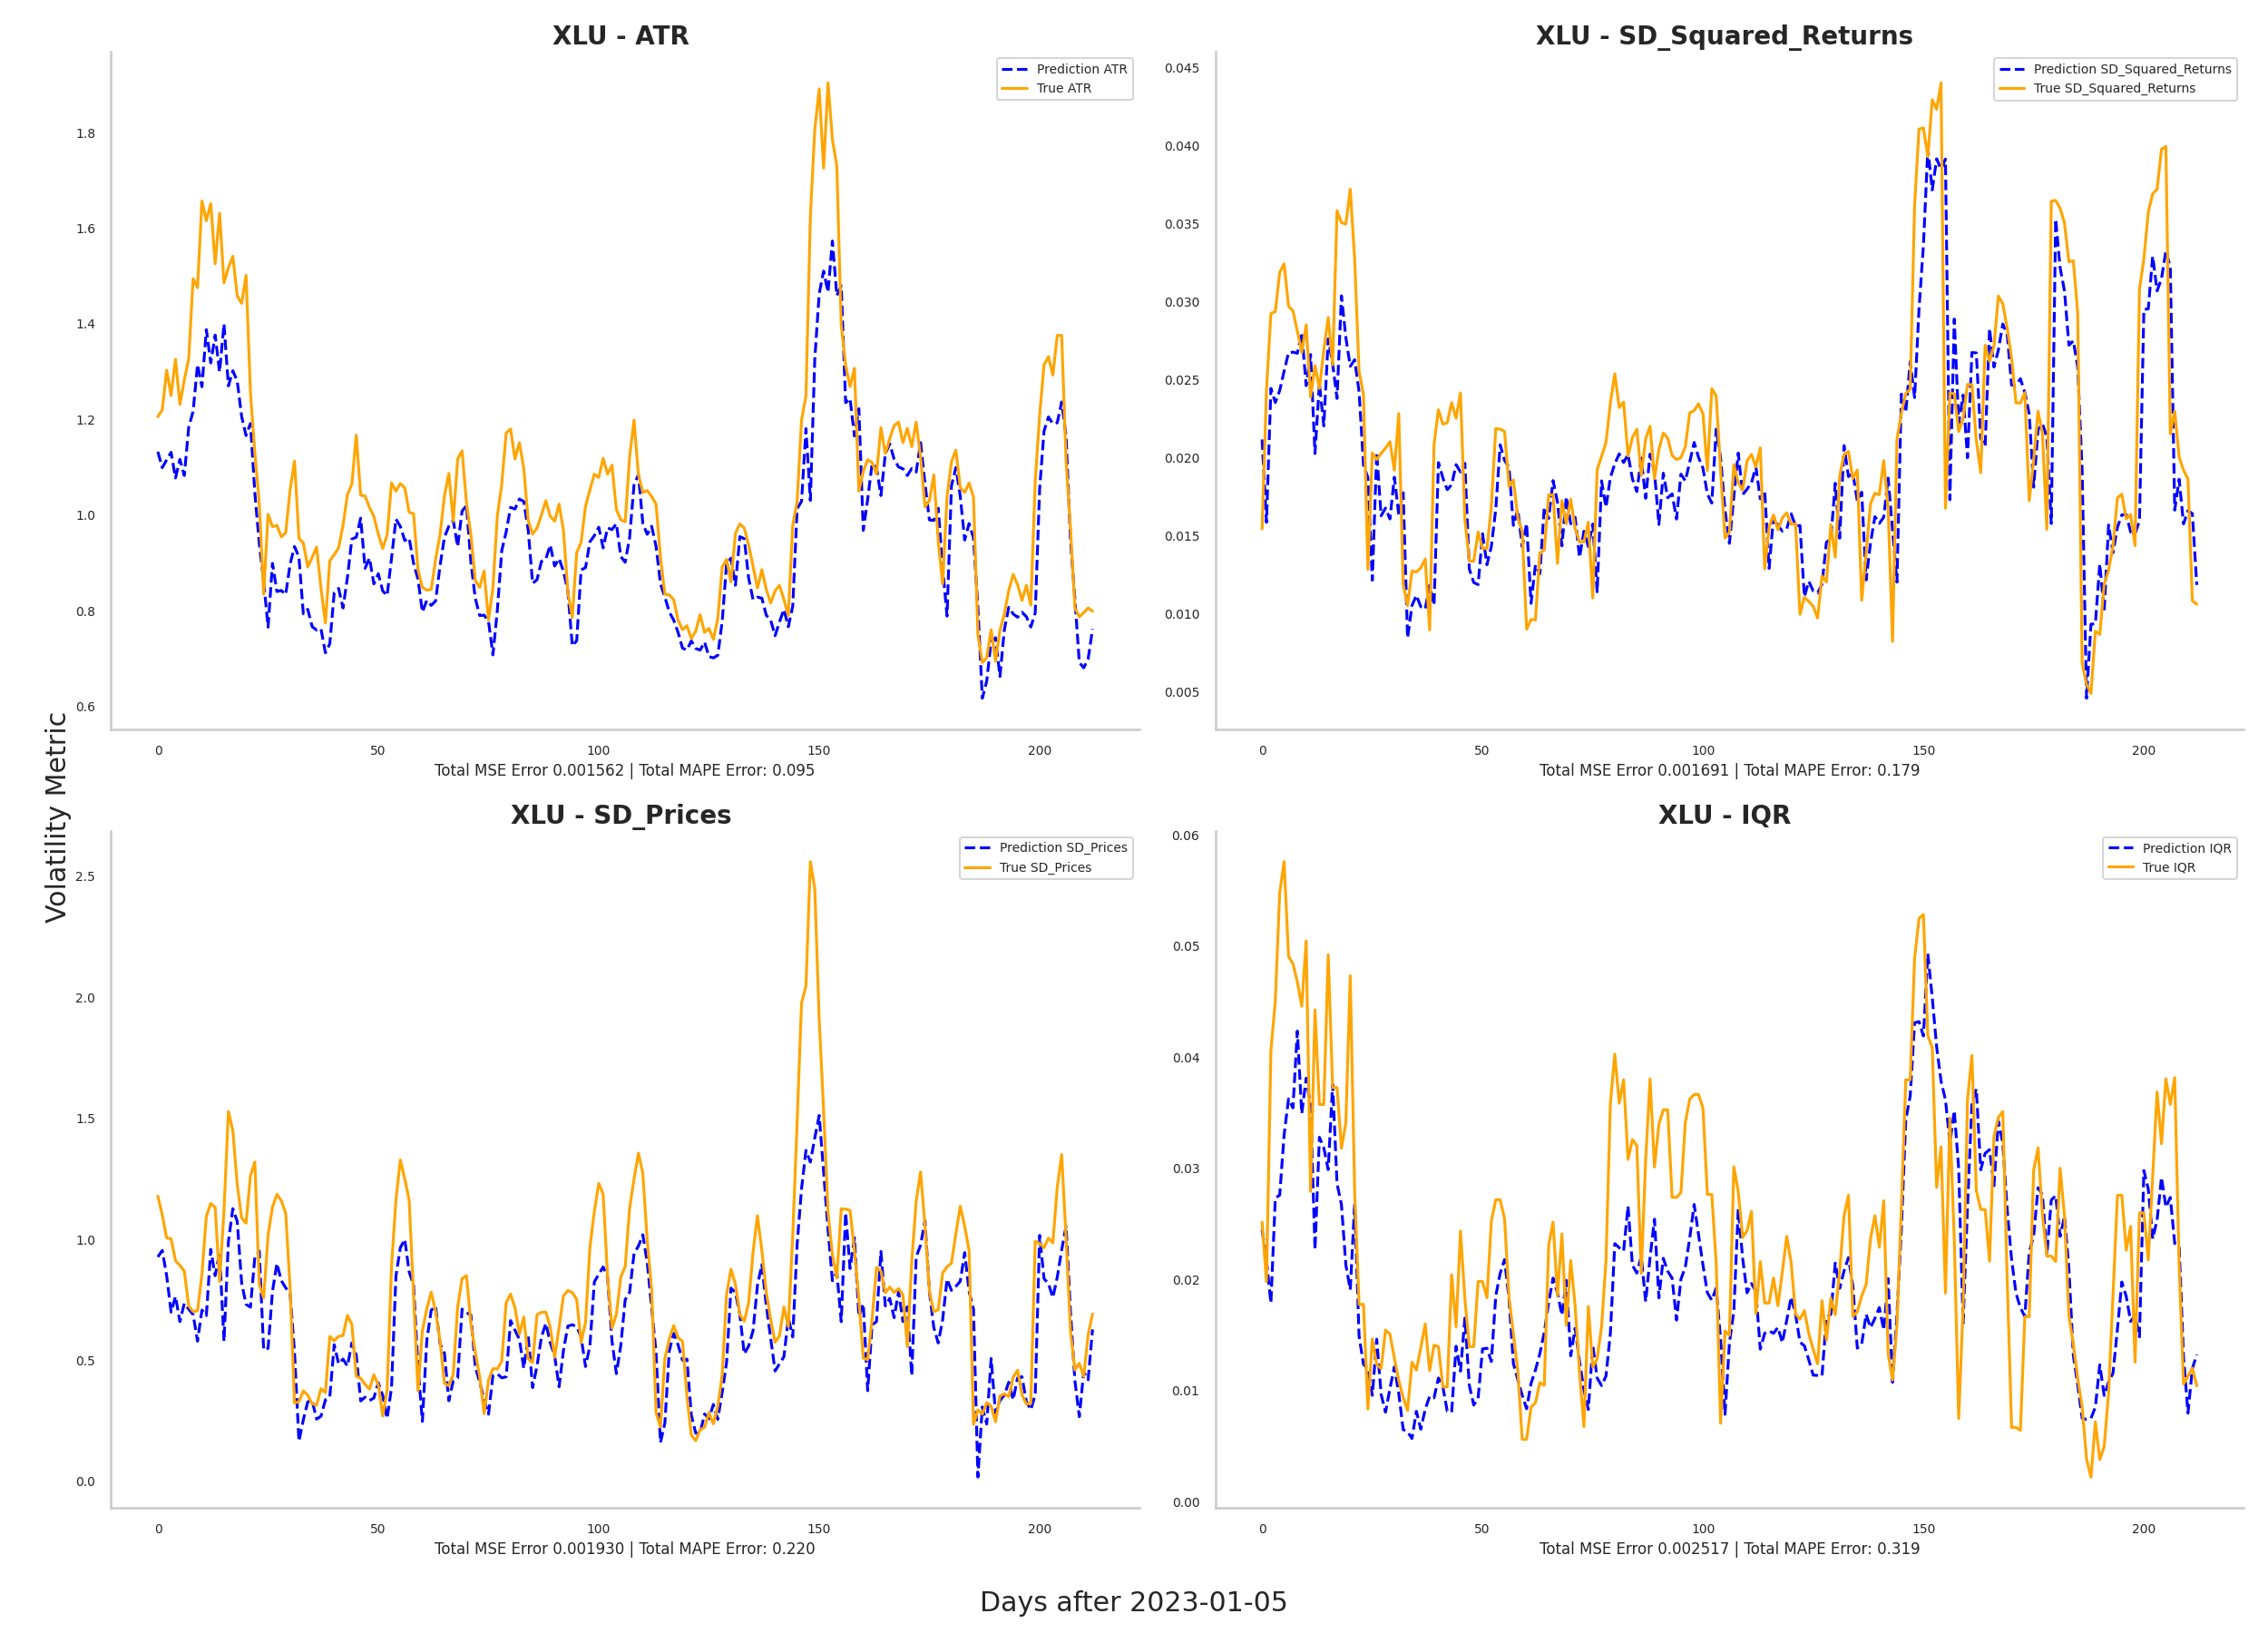 XLU - ATR
Prediction ATR
True ATR
1.8
1.6
1.4
1.2
1.0
0.8
0.6
0
50
100
150
200
Total MSE Error 0.001562 | Total MAPE Error: 0.095
XLU - SD_Squared_Returns
Prediction SD_Squared_Returns
True SD_Squared_Returns
0.045
0.040
0.035
0.030
0.025
0.020
0.015
0.010
0.005
0
50
100
150
200
Total MSE Error 0.001691 | Total MAPE Error: 0.179
Volatility Metric
XLU - SD_Prices
Prediction SD_Prices
True SD_Prices
2.5
2.0
1.5
1.0
0.5
0.0
0
50
100
150
200
Total MSE Error 0.001930 | Total MAPE Error: 0.220
XLU - IQR
Prediction IQR
True IQR
0.06
0.05
0.04
0.03
0.02
0.01
0.00
0
50
100
150
200
Total MSE Error 0.002517 | Total MAPE Error: 0.319
Days after 2023-01-05